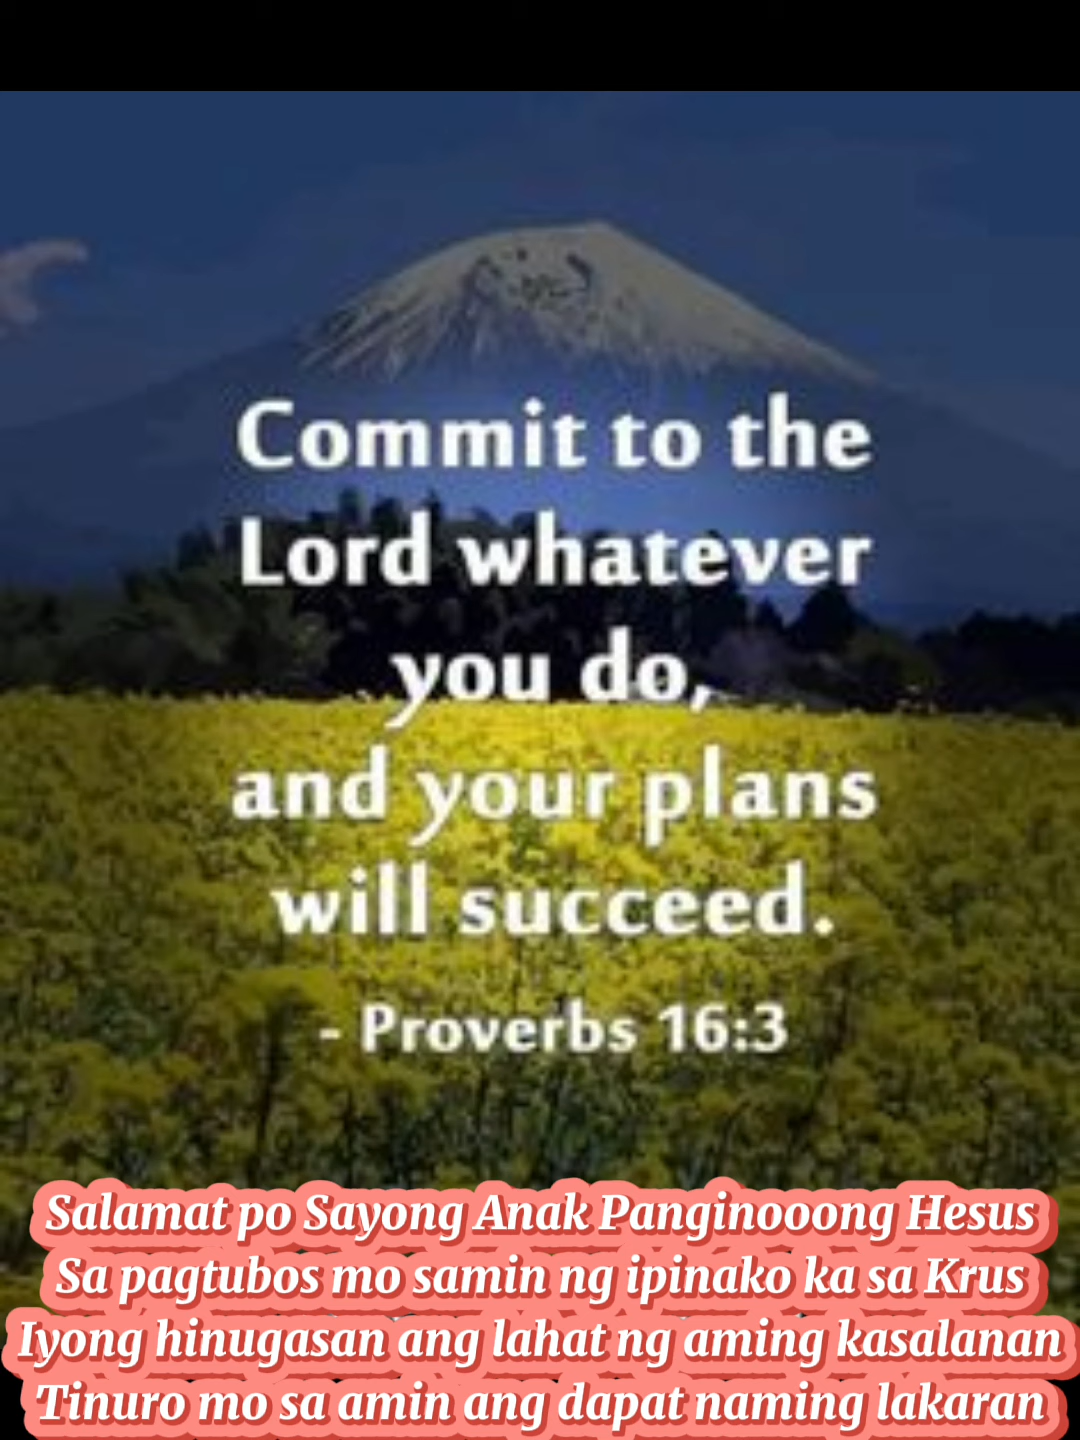 Commit to the
Lord whatever
you do,
and your plans
will succeed.
- Proverbs 16:3
Salamat po Sayong Anak Panginooong Hesus
Sa pagtubos mo samin ng ipinako ka sa Krus
Iyong hinugasan ang lahat ng aming kasalanan
Tinuro mo sa amin ang dapat naming lakaran